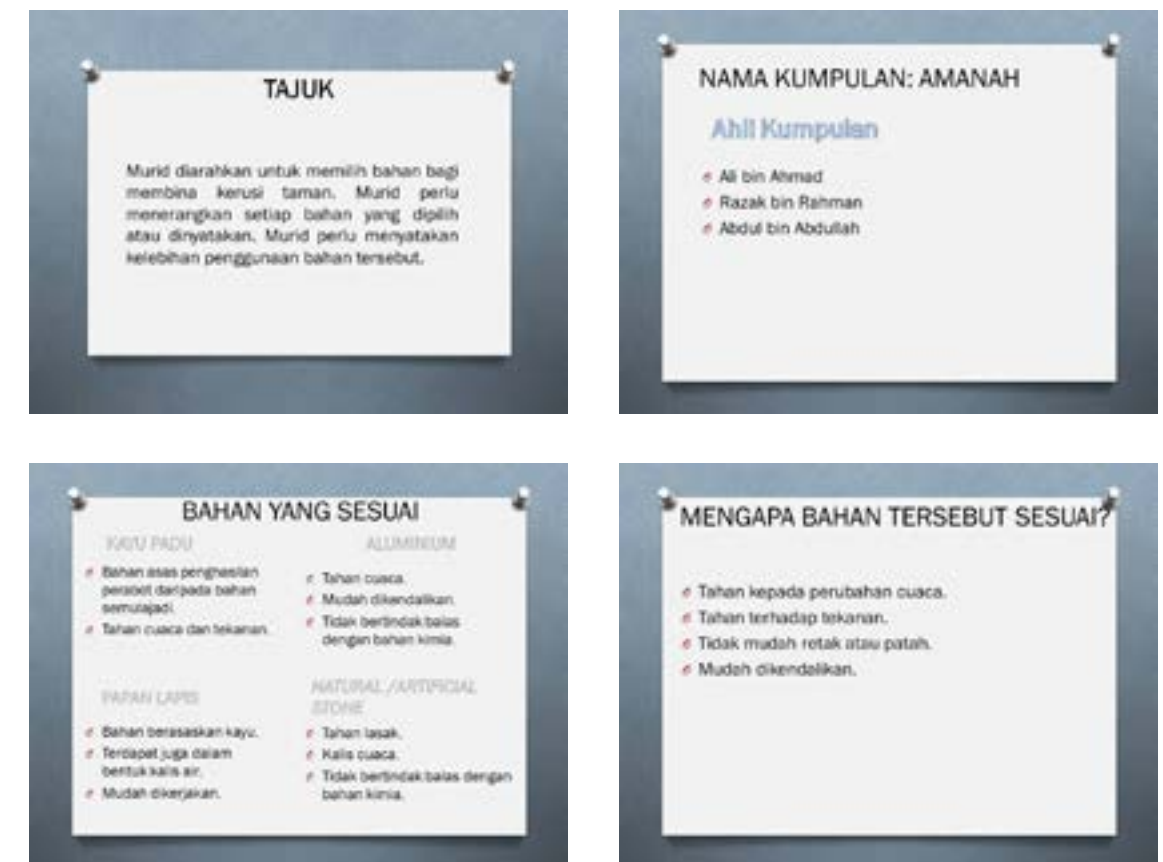 TAJUK
Murid diarahkan untuk memilih bahan bagi
membina kerusi taman. Murid perlu
menerangkan setiap bahan yang dipilih
atau dinyatakan. Murid perlu menyatakan
kelebihan penggunaan bahan tersebut.
NAMA KUMPULAN: AMANAH
Ahli Kumpulan
Ali bin Ahmad
Razak bin Rahman
Abdul bin Abdullah
BAHAN YANG SESUAI
KAYU PADU
Bahan asas penghasilan
perabot daripada bahan
semulajadi.
Tahan cuaca dan tekanan.
ALUMINIUM
Tahan cuaca.
Mudah dikendalikan.
Tidak bertindak balas
dengan bahan kimia.
PAPAN LAPIS
Bahan berasaskan kayu.
Terdapat juga dalam
bentuk kalis air.
Mudah dikerjakan.
NATURAL /ARTIFICIAL
STONE
Tahan lasak.
Kalis cuaca.
Tidak bertindak balas dengan
bahan kimia.
MENGAPA BAHAN TERSEBUT SESUAI?
Tahan kepada perubahan cuaca.
Tahan terhadap tekanan.
Tidak mudah retak atau patah.
Mudah dikendalikan.